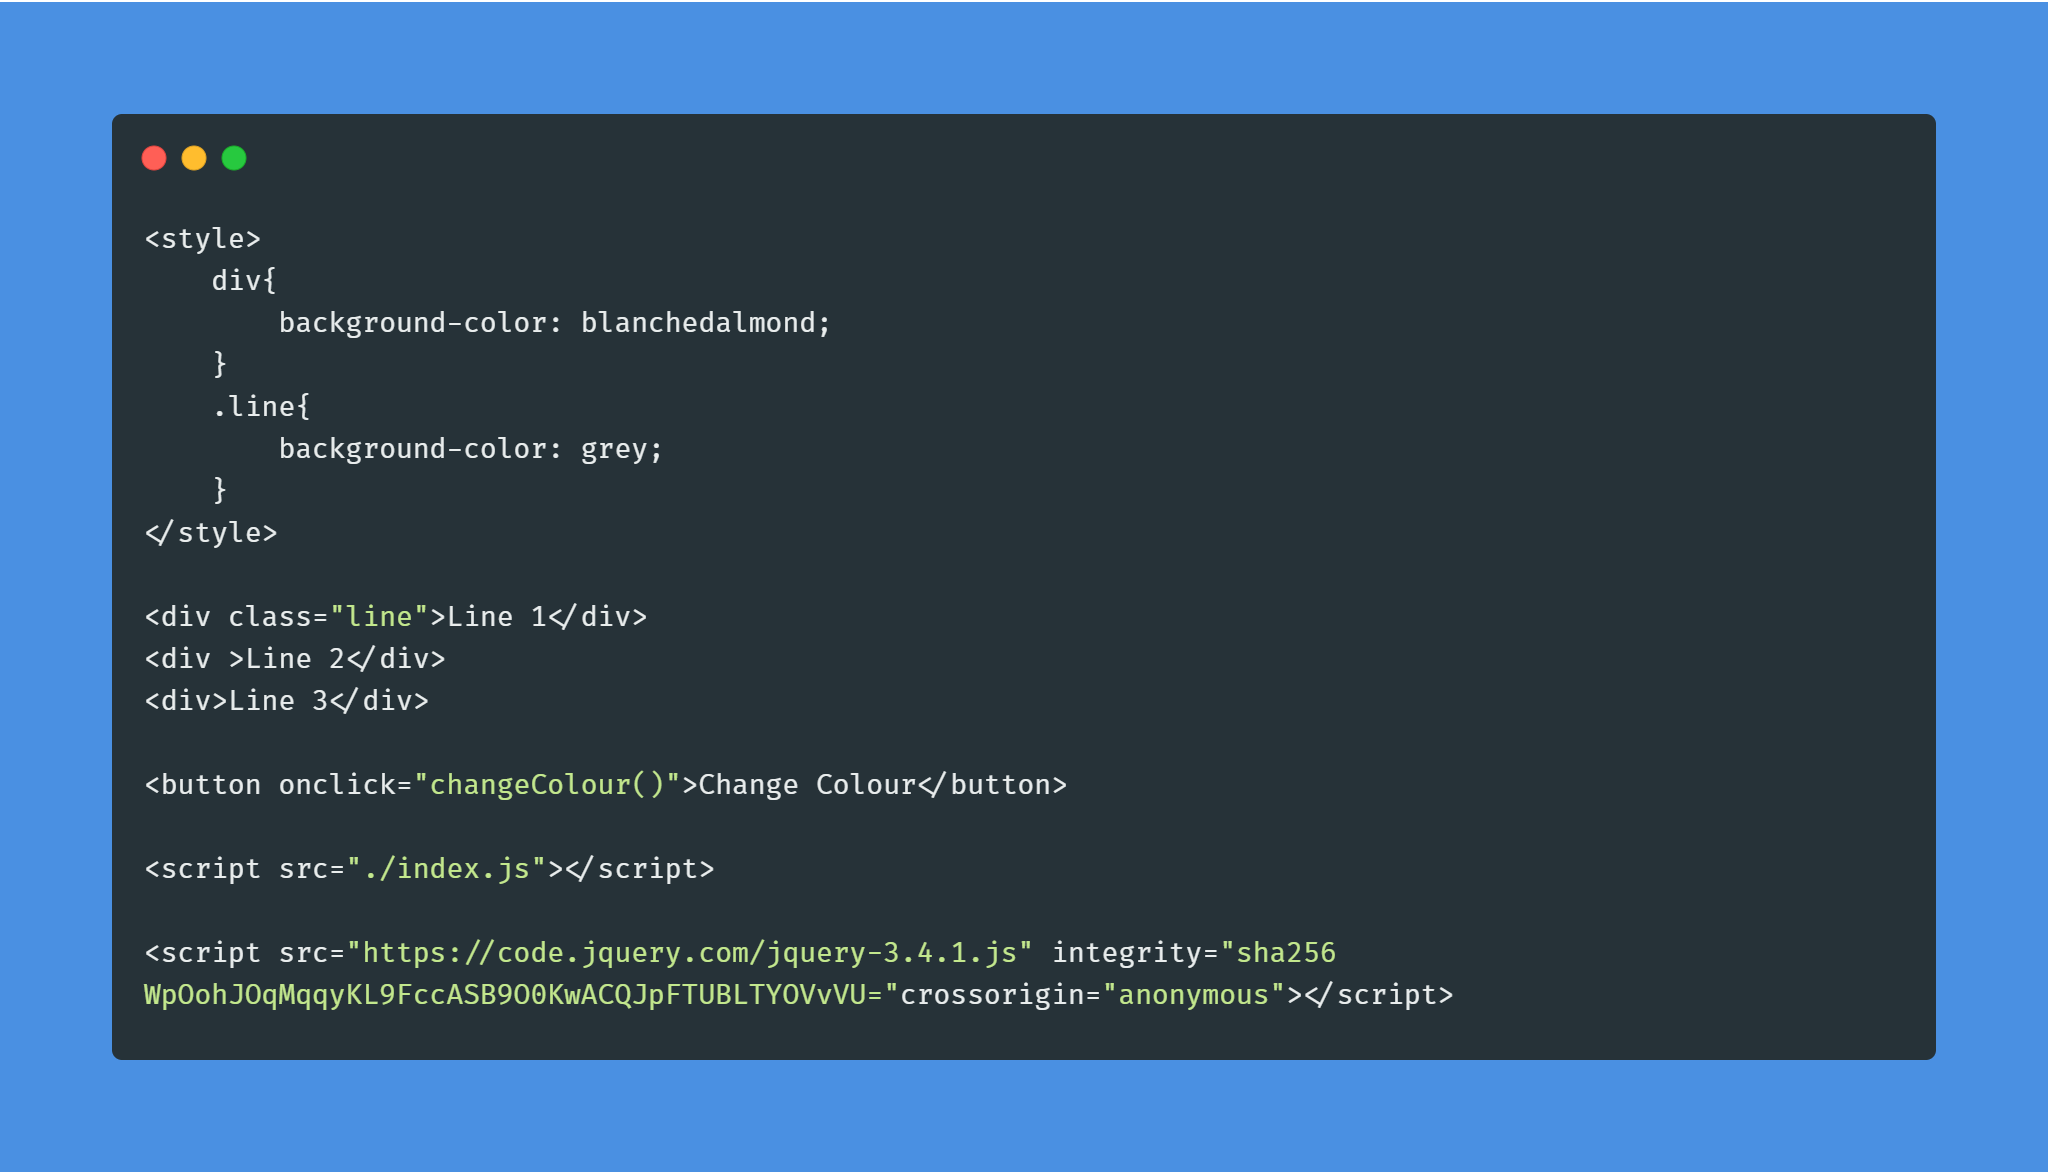 <style>
    div{
        background-color: blanchedalmond;
    }
    .line{
        background-color: grey;
    }
</style>

<div class="line">Line 1</div>
<div >Line 2</div>
<div>Line 3</div>

<button onclick="changeColour()">Change Colour</button>

<script src="./index.js"></script>

<script src="https://code.jquery.com/jquery-3.4.1.js" integrity="sha256
WpOohJOqMqqyKL9FccASB9O0KwACQJpFTUBLTYOVvVU="crossorigin="anonymous"></script>